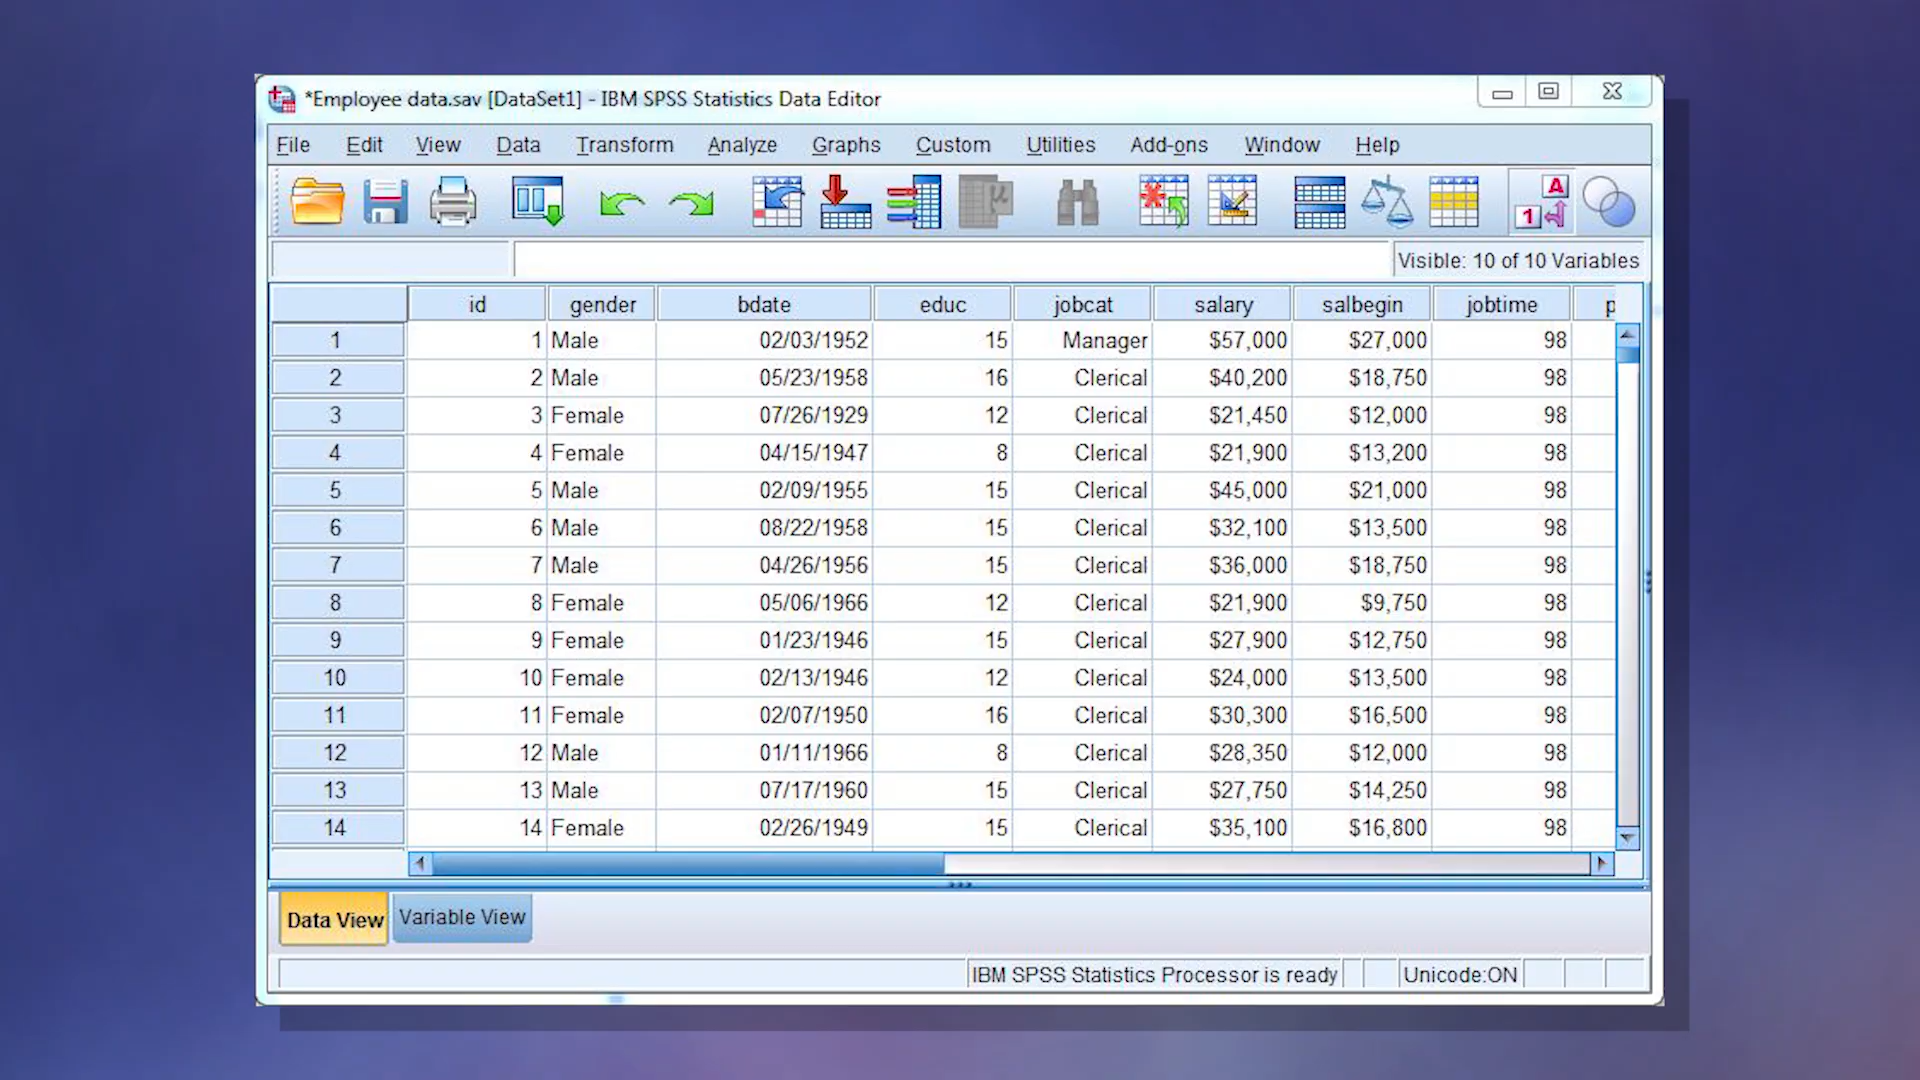 *Employee data.sav [DataSet1] - IBM SPSS Statistics Data Editor
File Edit View Data Transform Analyze Graphs Custom Utilities Add-ons Window Help
Visible: 10 of 10 Variables
id gender bdate educ jobcat salary salbegin jobtime p
1 1 Male 02/03/1952 15 Manager $57,000 $27,000 98
2 2 Male 05/23/1958 16 Clerical $40,200 $18,750 98
3 3 Female 07/26/1929 12 Clerical $21,450 $12,000 98
4 4 Female 04/15/1947 8 Clerical $21,900 $13,200 98
5 5 Male 02/09/1955 15 Clerical $45,000 $21,000 98
6 6 Male 08/22/1958 15 Clerical $32,100 $13,500 98
7 7 Male 04/26/1956 15 Clerical $36,000 $18,750 98
8 8 Female 05/06/1966 12 Clerical $21,900 $9,750 98
9 9 Female 01/23/1946 15 Clerical $27,900 $12,750 98
10 10 Female 02/13/1946 12 Clerical $24,000 $13,500 98
11 11 Female 02/07/1950 16 Clerical $30,300 $16,500 98
12 12 Male 01/11/1966 8 Clerical $28,350 $12,000 98
13 13 Male 07/17/1960 15 Clerical $27,750 $14,250 98
14 14 Female 02/26/1949 15 Clerical $35,100 $16,800 98
Data View Variable View
IBM SPSS Statistics Processor is ready Unicode:ON